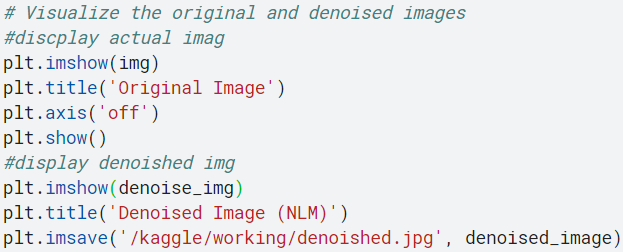 # Visualize the original and denoised images
#discplay actual imag
plt.imshow(img)
plt.title('Original Image')
plt.axis('off')
plt.show()
#display denoished img
plt.imshow(denoise_img)
plt.title('Denoised Image (NLM)')
plt.imsave('/kaggle/working/denoished.jpg', denoised_image)